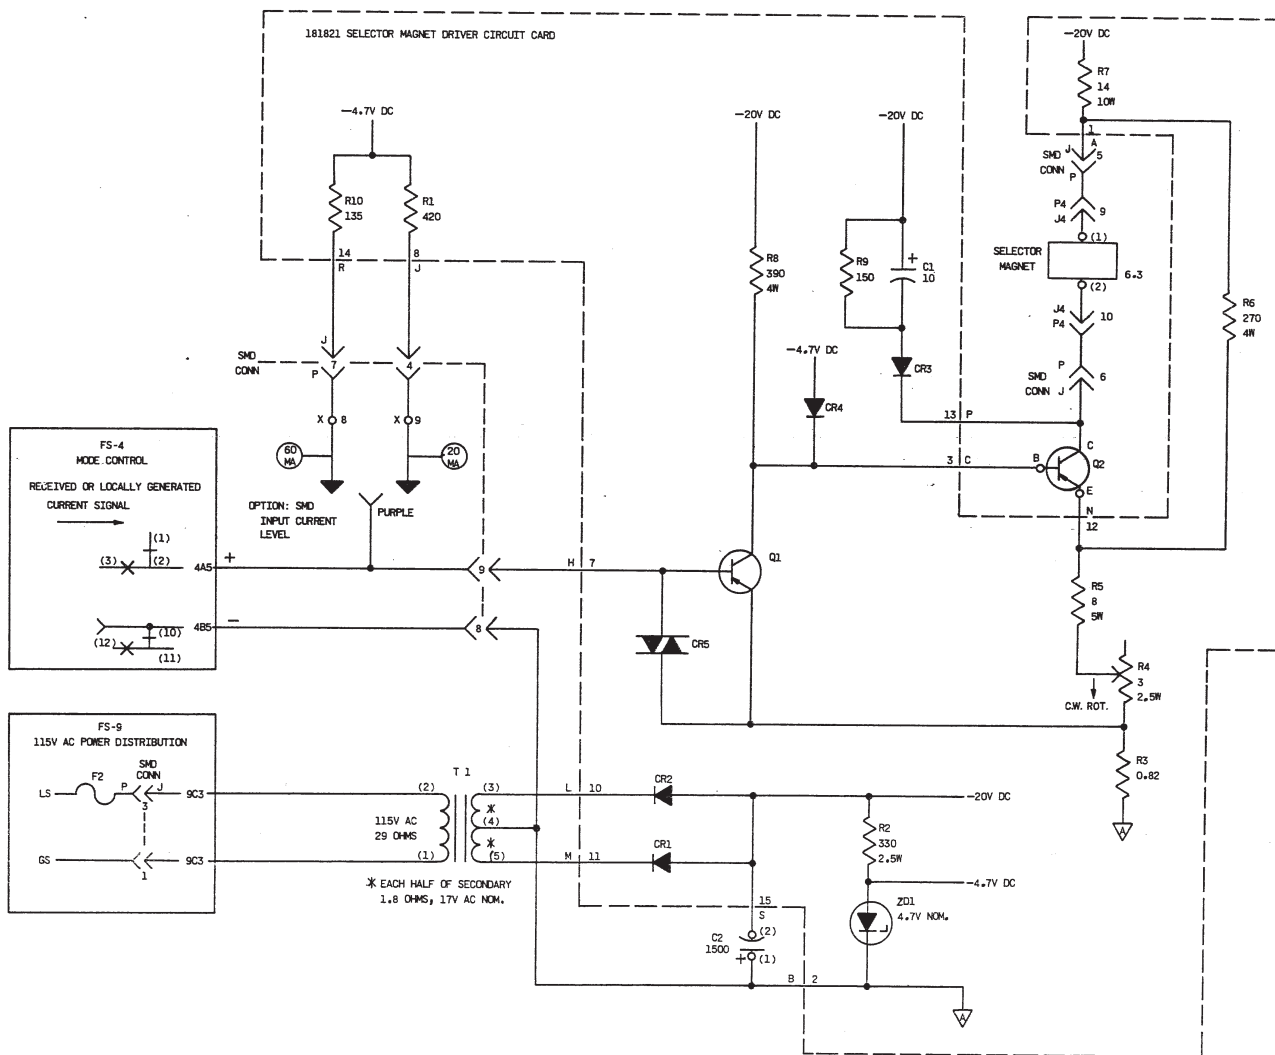 181821 SELECTOR MAGNET DRIVER CIRCUIT CARD
-20V DC
R7
14
10W
-4.7V DC
-20V DC
-20V DC
1
A
J
5
SMD
CONN
P
R10
135
R1
420
P4
J4
9
(1)
14
R
8
J
R8
390
4W
R9
150
+
C1
10
SELECTOR
MAGNET
6.3
(2)
R6
270
4W
J4
P4
10
J
SMD
CONN
7
P
4
-4.7V DC
CR3
P
SMD
CONN
J
6
CR4
X 8
X 9
13 P
C
60
MA
20
MA
3 C
B
Q2
E
FS-4
MODE CONTROL
RECEIVED OR LOCALLY GENERATED
CURRENT SIGNAL
OPTION: SMD
INPUT CURRENT
LEVEL
PURPLE
N
12
(1)
(3)
(2)
4A5
+
9
H 7
Q1
R5
8
5W
(10)
(12)
(11)
4B5
-
8
CR5
R4
3
2.5W
C.W. ROT.
FS-9
115V AC POWER DISTRIBUTION
R3
0.82
F2
SMD
CONN
LS
P
J
3
9C3
T 1
(2)
(3)
L 10
CR2
-20V DC
A
115V AC
29 OHMS
*
(4)
*
R2
330
2.5W
GS
1
9C3
(1)
(5)
M 11
CR1
* EACH HALF OF SECONDARY
1.8 OHMS, 17V AC NOM.
-4.7V DC
15
S
ZD1
4.7V NOM.
C2
1500
(2)
+
(1)
B 2
A